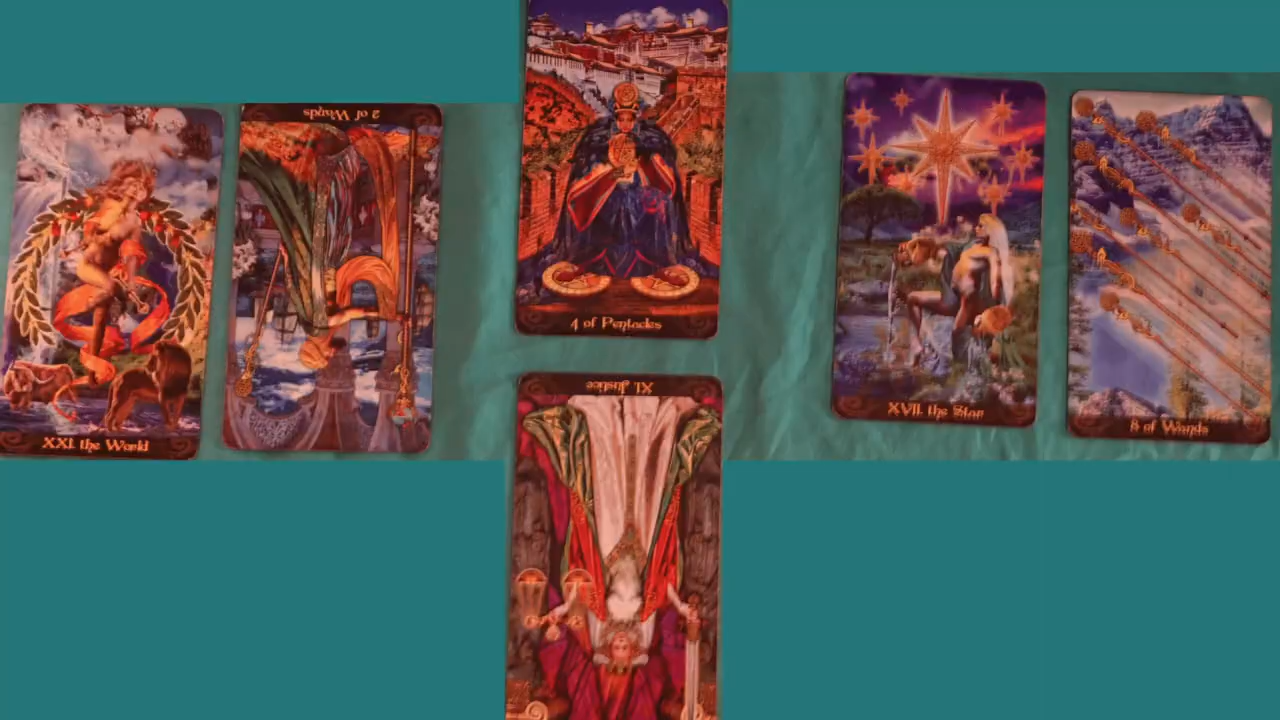 XXI. the World
2 of Wands
4 of Pentacles
XI. Justice
XVII. the Star
8 of Wands